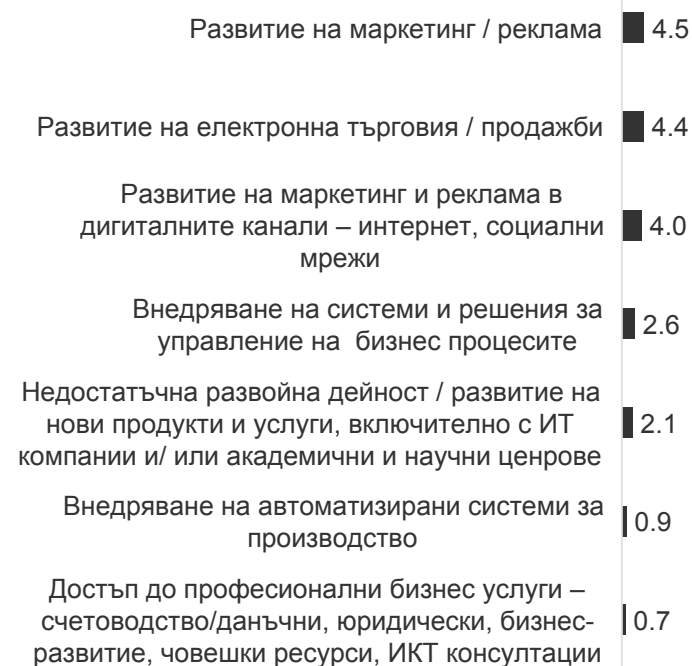 Развитие на маркетинг / реклама 4.5
Развитие на електронна търговия / продажби 4.4
Развитие на маркетинг и реклама в
дигиталните канали – интернет, социални 4.0
мрежи
Внедряване на системи и решения за
управление на  бизнес процесите 2.6
Недостатъчна развойна дейност / развитие на
нови продукти и услуги, включително с ИТ 2.1
компании и/ или академични и научни ценрове
Внедряване на автоматизирани системи за
производство 0.9
Достъп до професионални бизнес услуги –
счетоводство/данъчни, юридически, бизнес- 0.7
развитие, човешки ресурси, ИКТ консултации